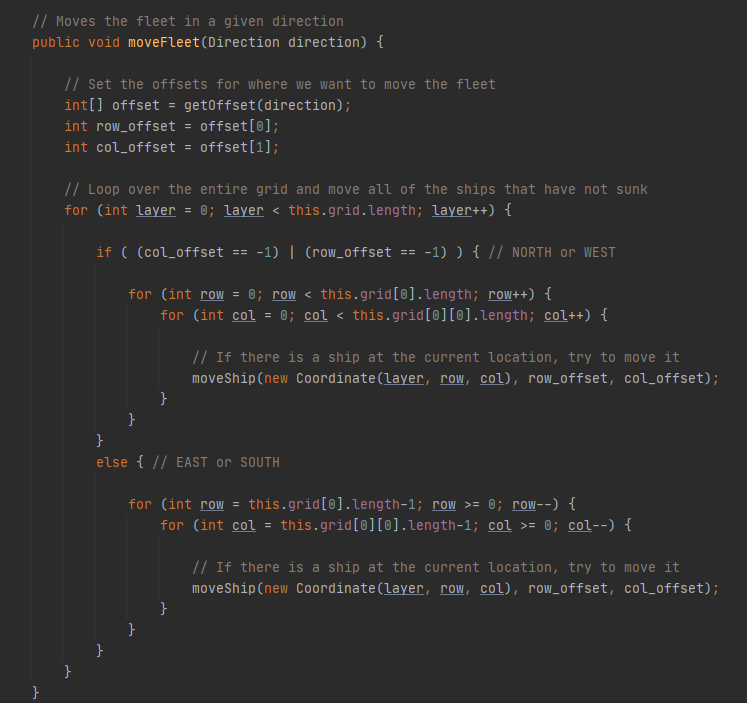 // Moves the fleet in a given direction
public void moveFleet(Direction direction) {
// Set the offsets for where we want to move the fleet
int[] offset = getOffset(direction);
int row_offset = offset[0];
int col_offset = offset[1];
// Loop over the entire grid and move all of the ships that have not sunk
for (int layer = 0; layer < this.grid.length; layer++) {
if ( (col_offset == -1) | (row_offset == -1) ) { // NORTH or WEST
for (int row = 0; row < this.grid[0].length; row++) {
for (int col = 0; col < this.grid[0][0].length; col++) {
// If there is a ship at the current location, try to move it
moveShip(new Coordinate(layer, row, col), row_offset, col_offset);
}
}
}
else { // EAST or SOUTH
for (int row = this.grid[0].length-1; row >= 0; row--) {
for (int col = this.grid[0][0].length-1; col >= 0; col--) {
// If there is a ship at the current location, try to move it
moveShip(new Coordinate(layer, row, col), row_offset, col_offset);
}
}
}
}
}